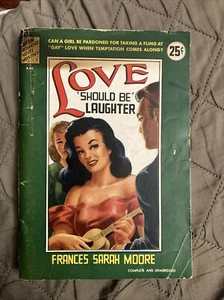 CAN A GIRL BE PARDONED FOR TAKING A FLING AT
"GAY" LOVE WHEN TEMPTATION COMES ALONG?
25¢
LOVE
'SHOULD BE'
LAUGHTER
FRANCES SARAH MOORE
COMPLETE AND UNABRIDGED